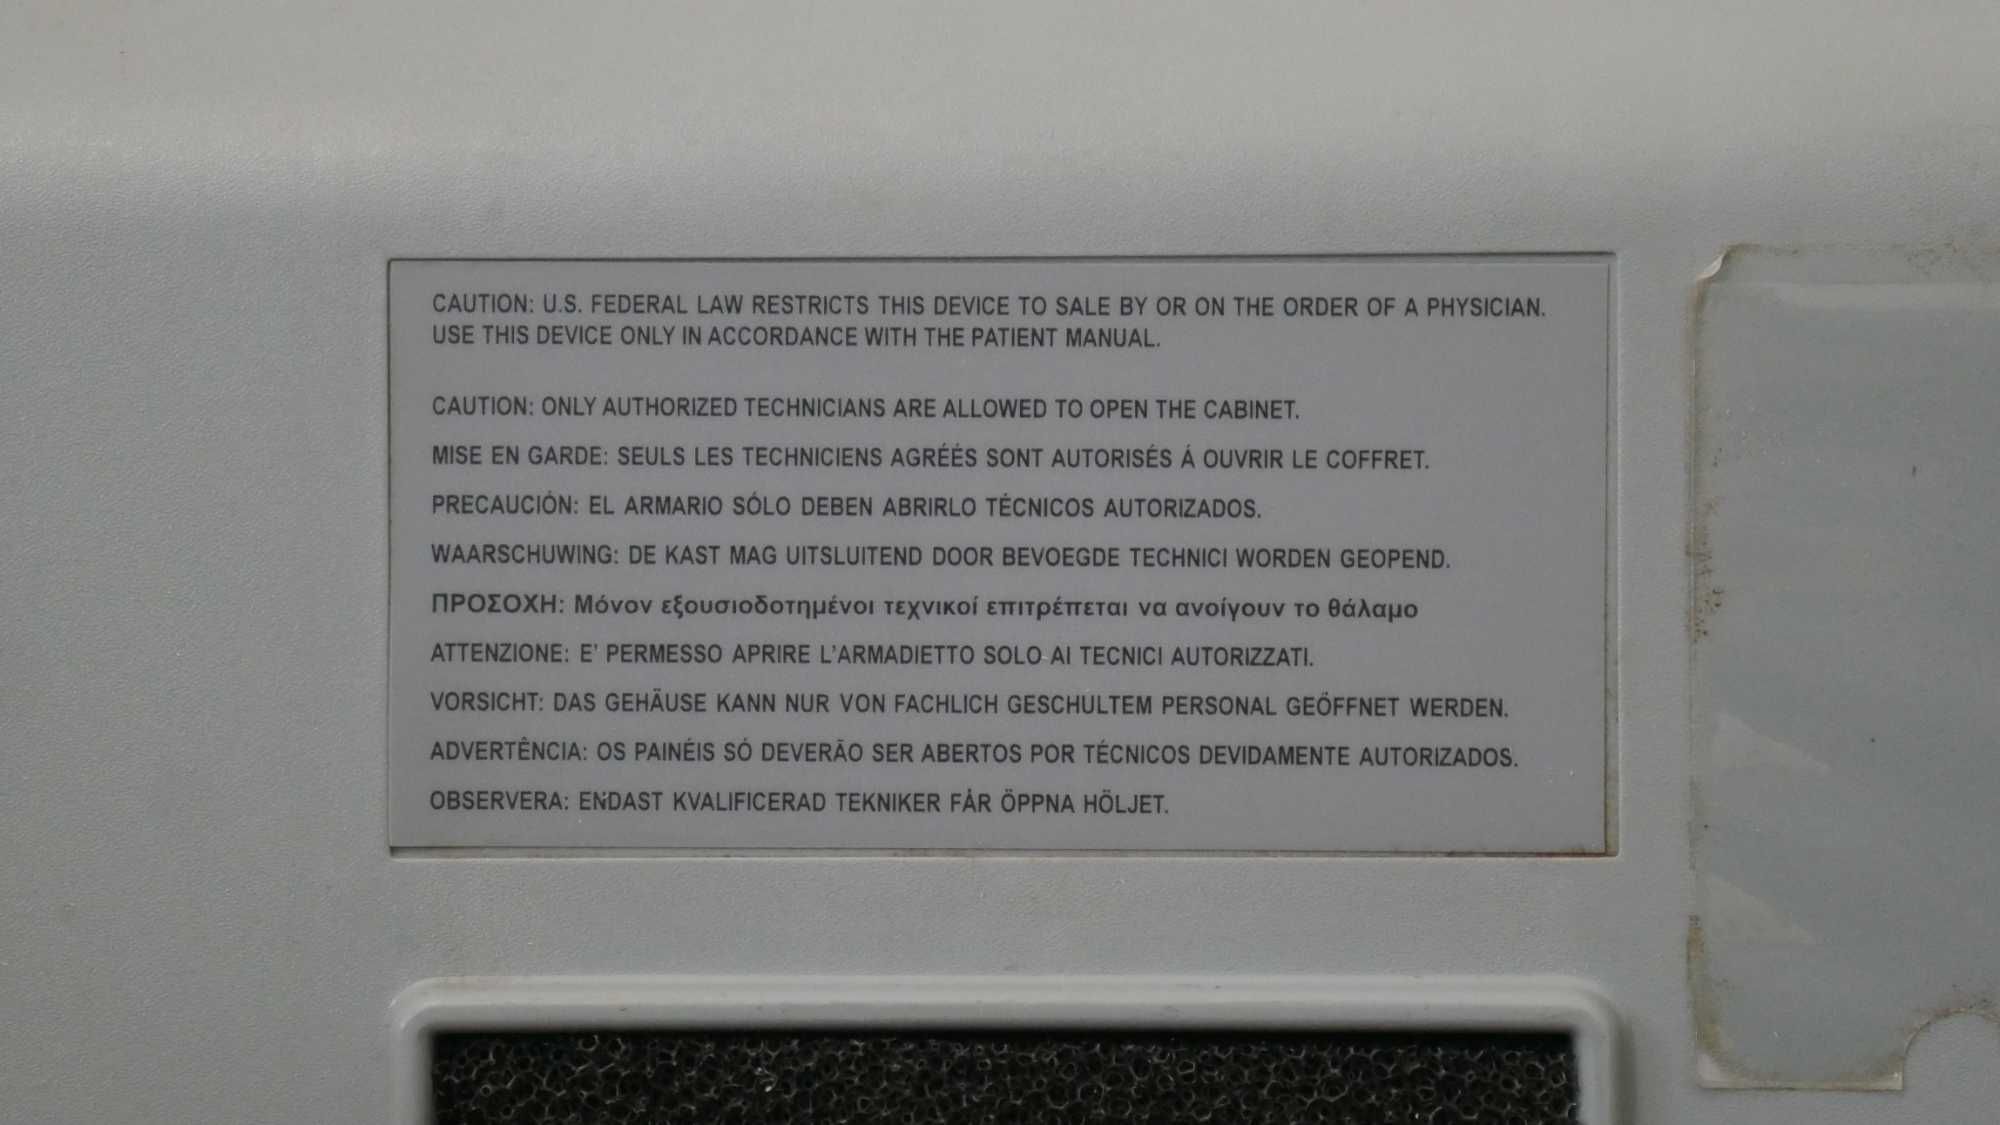 CAUTION: U.S. FEDERAL LAW RESTRICTS THIS DEVICE TO SALE BY OR ON THE ORDER OF A PHYSICIAN.
USE THIS DEVICE ONLY IN ACCORDANCE WITH THE PATIENT MANUAL.
CAUTION: ONLY AUTHORIZED TECHNICIANS ARE ALLOWED TO OPEN THE CABINET.
MISE EN GARDE: SEULS LES TECHNICIENS AGRÉÉS SONT AUTORISÉS Á OUVRIR LE COFFRET.
PRECAUCIÓN: EL ARMARIO SÓLO DEBEN ABRIRLO TÉCNICOS AUTORIZADOS.
WAARSCHUWING: DE KAST MAG UITSLUITEND DOOR BEVOEGDE TECHNICI WORDEN GEOPEND.
ΠΡΟΣΟΧΗ: Μόνον εξουσιοδοτημένοι τεχνικοί επιτρέπεται να ανοίγουν το θάλαμο
ATTENZIONE: E' PERMESSO APRIRE L'ARMADIETTO SOLO AI TECNICI AUTORIZZATI.
VORSICHT: DAS GEHÄUSE KANN NUR VON FACHLICH GESCHULTEM PERSONAL GEÖFFNET WERDEN.
ADVERTÊNCIA: OS PAINÉIS SÓ DEVERÃO SER ABERTOS POR TÉCNICOS DEVIDAMENTE AUTORIZADOS.
OBSERVERA: ENDAST KVALIFICERAD TEKNIKER FÅR ÖPPNA HÖLJET.